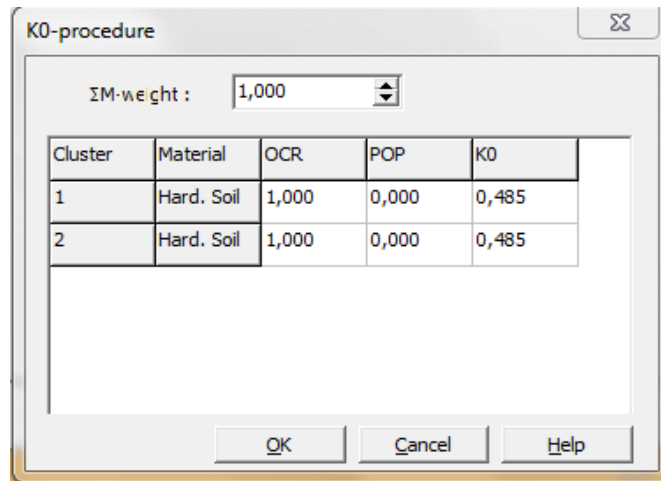 K0-procedure
ΣM-weight : 1,000
Cluster Material OCR POP K0
1 Hard. Soil 1,000 0,000 0,485
2 Hard. Soil 1,000 0,000 0,485
OK Cancel Help